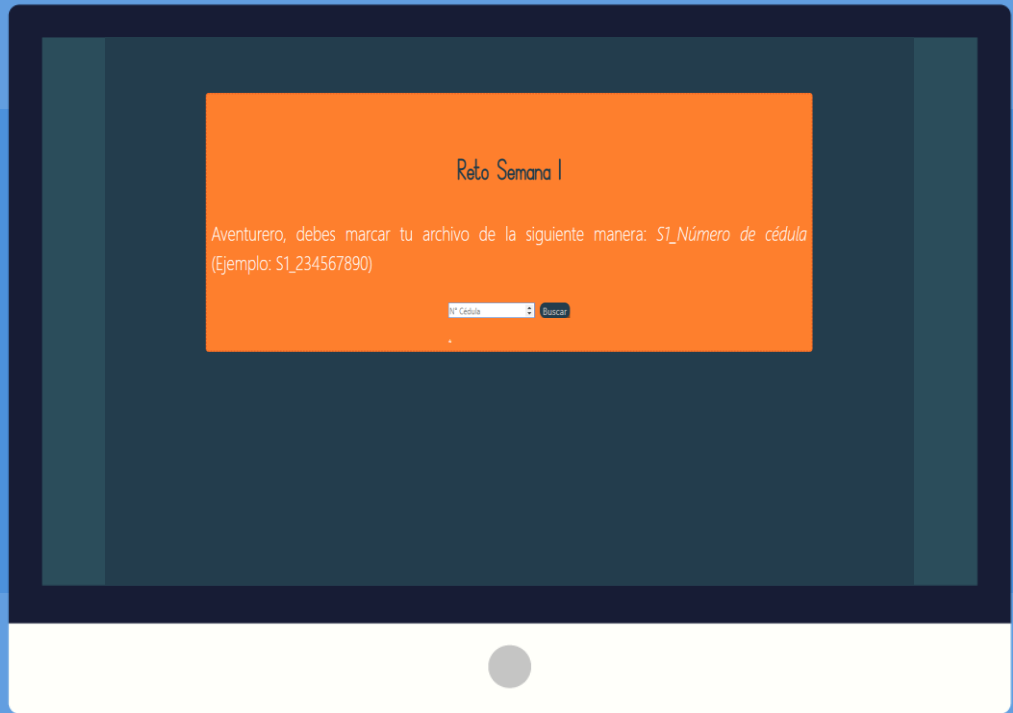 Reto Semana 1
Aventurero, debes marcar tu archivo de la siguiente manera: S1_Número de cédula
(Ejemplo: S1_234567890)
N° Cédula
Buscar